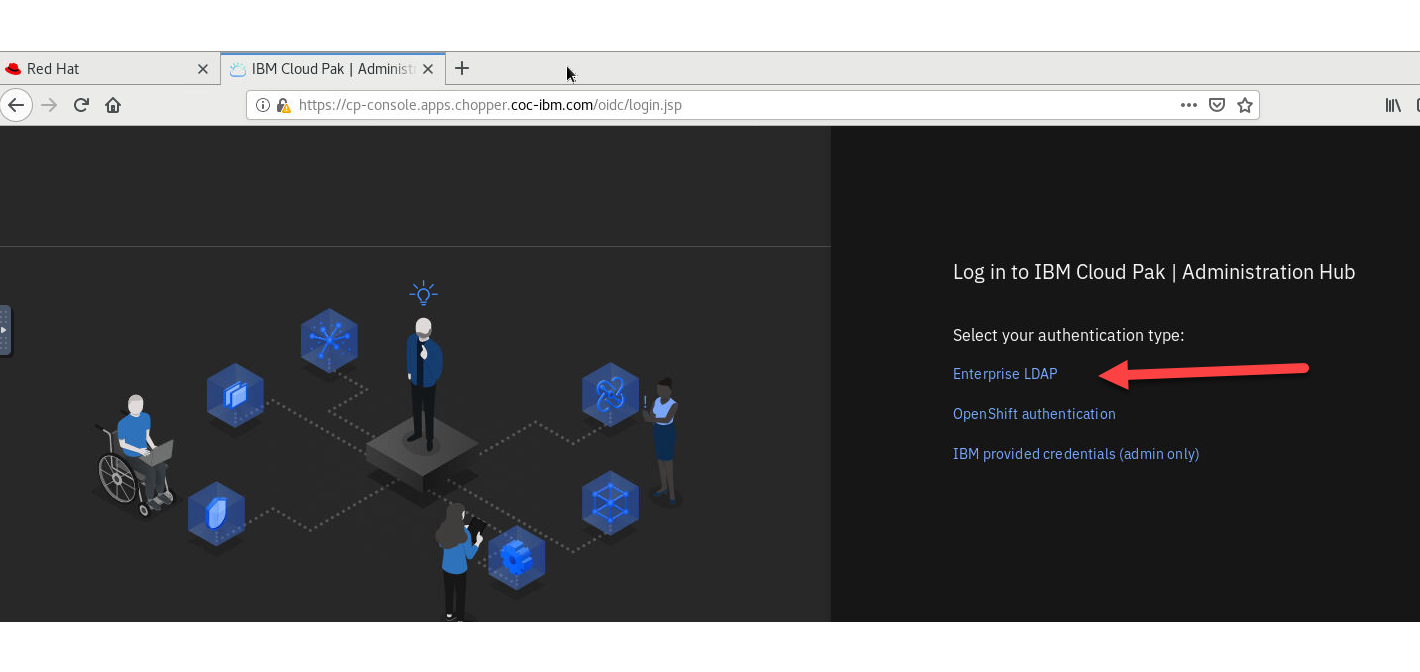 Red Hat
IBM Cloud Pak | Administ
https://cp-console.apps.chopper.coc-ibm.com/oidc/login.jsp
Log in to IBM Cloud Pak | Administration Hub
Select your authentication type:
Enterprise LDAP
OpenShift authentication
IBM provided credentials (admin only)